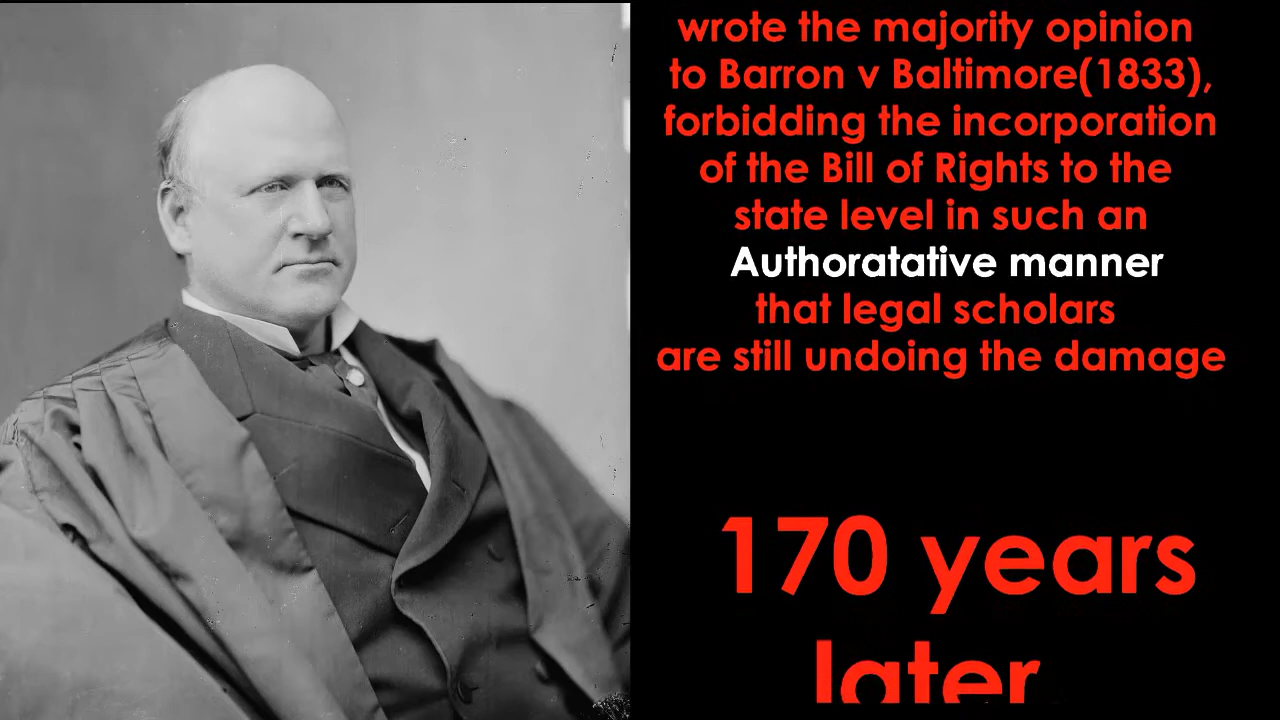 wrote the majority opinion
to Barron v Baltimore(1833),
forbidding the incorporation
of the Bill of Rights to the
state level in such an
Authoratative manner
that legal scholars
are still undoing the damage
170 years
later